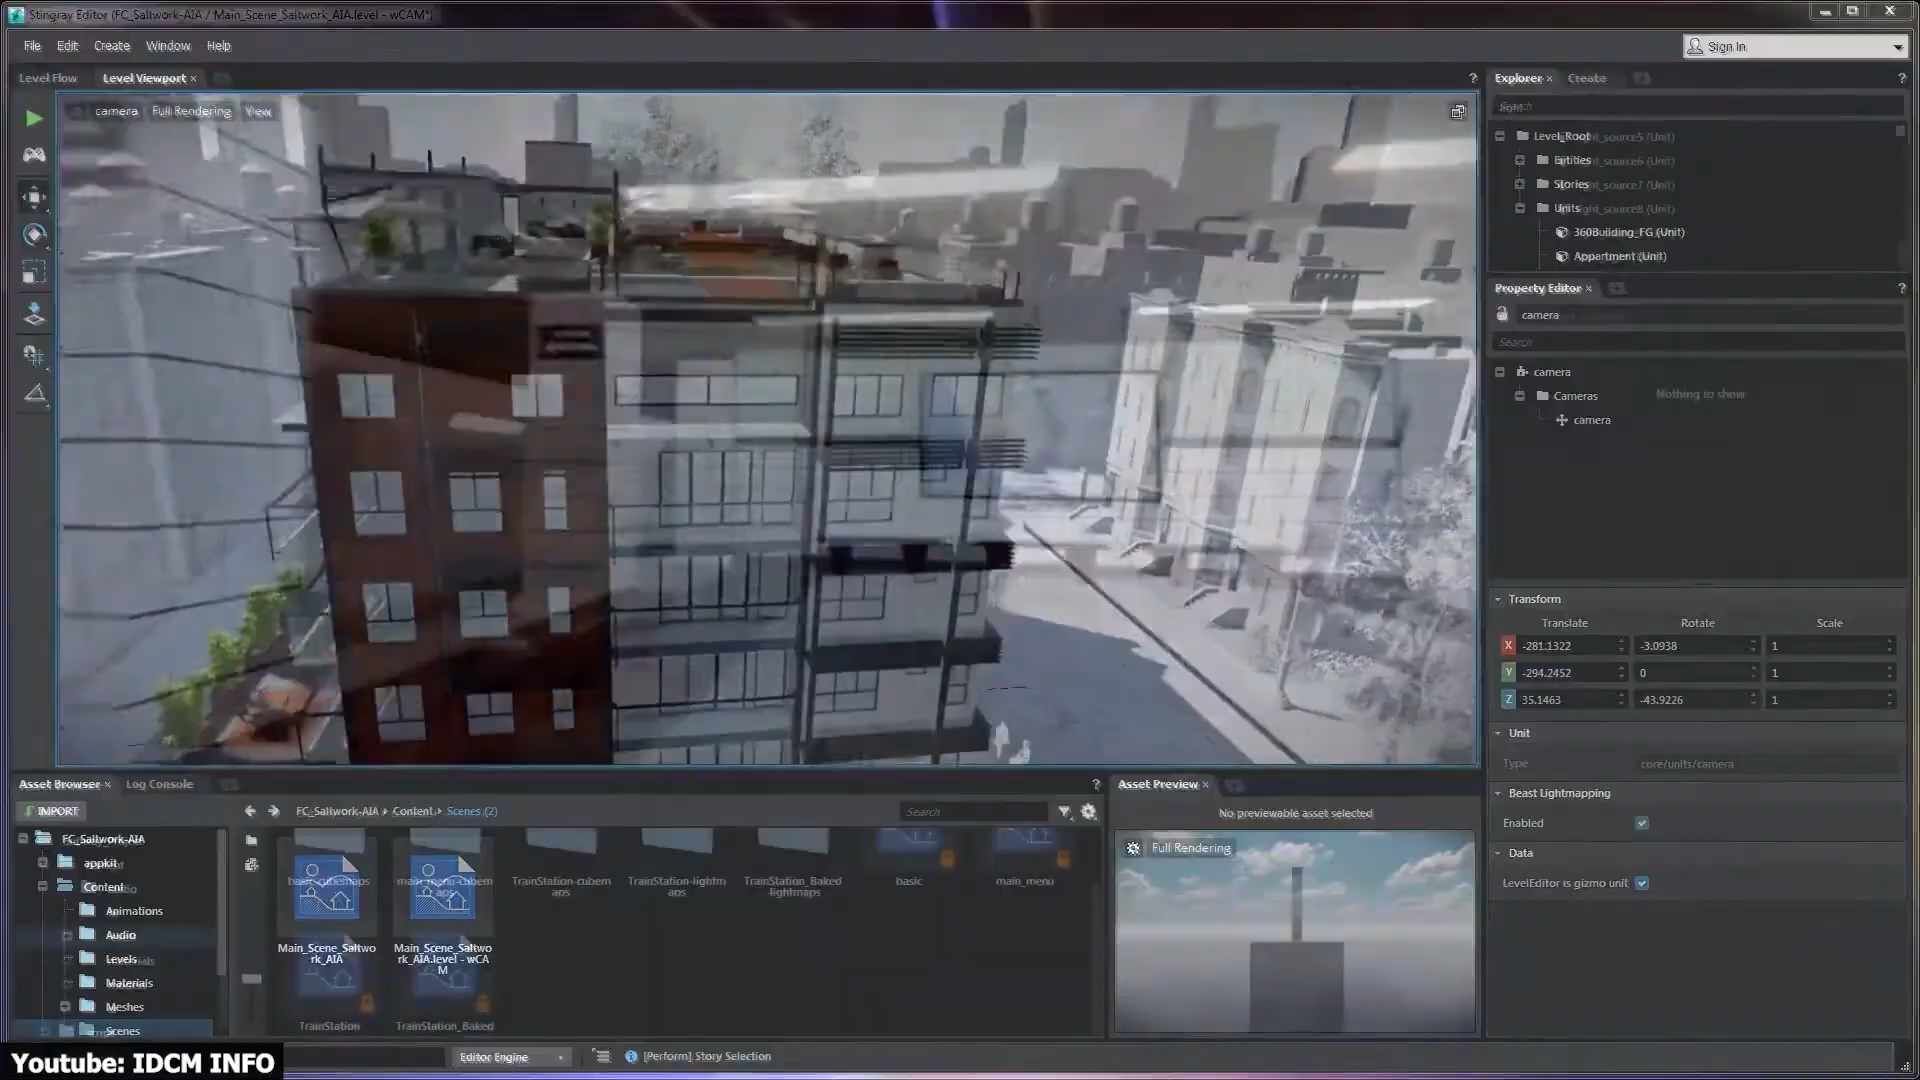 Stingray Editor (FC_Saltwork-AIA / Main_Scene_Saltwork_AIA.level - wCAM*)
File Edit Create Window Help
Sign In
Level Flow Level Viewport
camera Full Rendering View
Explorer Create
Search
Level_Root
Entities
Stories
Units
360Building_FG (Unit)
Appartment (Unit)
Property Editor
camera
Search
camera
Cameras
Nothing to show
camera
Transform
Translate Rotate Scale
X -281.1322 -3.0938 1
Y -294.2452 0 1
Z 35.1463 -43.9226 1
Unit
Type core/units/camera
Beast Lightmapping
Enabled
Data
LevelEditor is gizmo unit
Asset Browser Log Console
IMPORT
FC_Saltwork-AIA Content Scenes (2)
Search
FC_Saltwork-AIA
appkit
Content
Animations
Audio
Levels
Materials
Meshes
Scenes
basic-cubemaps
main_menu-cubemaps
TrainStation-cubemaps
TrainStation-lightmaps
TrainStation_Baked
lightmaps
basic
main_menu
Main_Scene_Saltwork_AIA
Main_Scene_Saltwork_AIA.level - wCAM
TrainStation
TrainStation_Baked
Asset Preview
No previewable asset selected
Full Rendering
Youtube: IDCM INFO
Editor Engine
[Perform] Story Selection